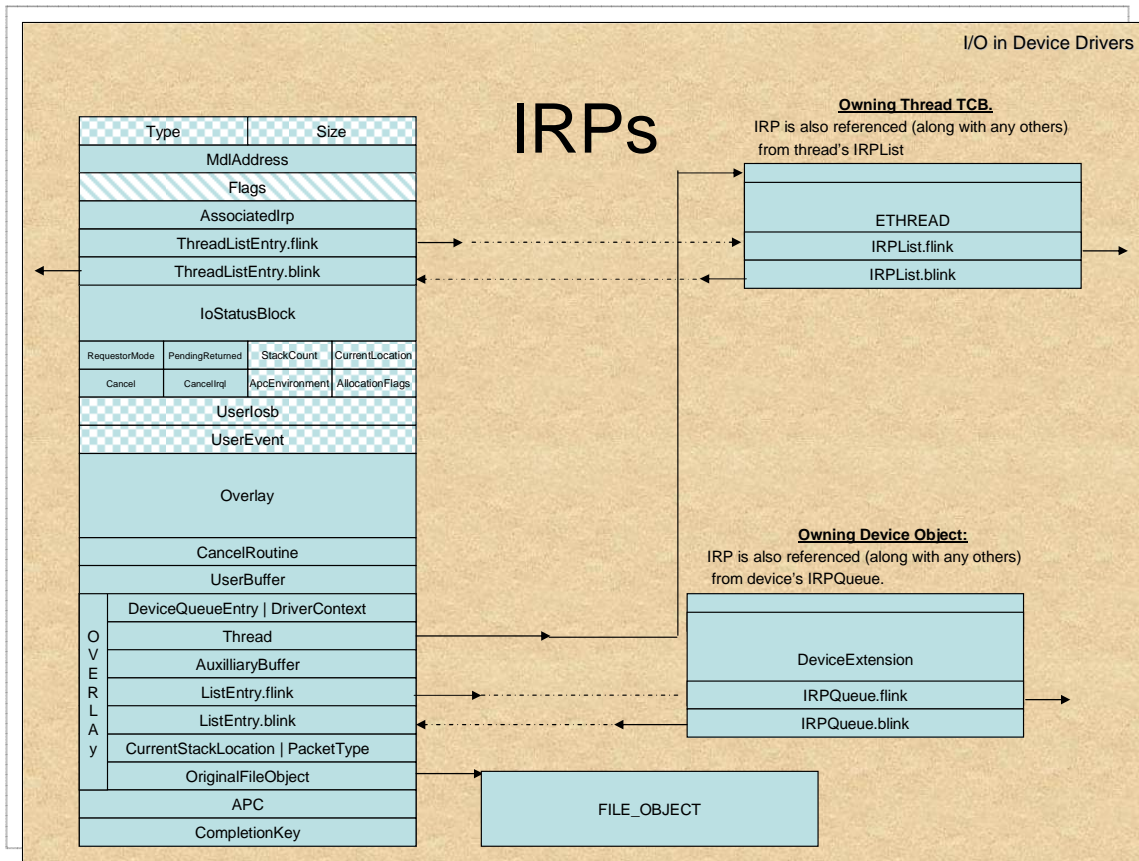 I/O in Device Drivers
IRPs
Type Size
MdlAddress
Flags
AssociatedIrp
ThreadListEntry.flink
ThreadListEntry.blink
IoStatusBlock
RequestorMode PendingReturned StackCount CurrentLocation
Cancel CancelIrql ApcEnvironment AllocationFlags
UserIosb
UserEvent
Overlay
CancelRoutine
UserBuffer
OVERLAy
DeviceQueueEntry | DriverContext
Thread
AuxilliaryBuffer
ListEntry.flink
ListEntry.blink
CurrentStackLocation | PacketType
OriginalFileObject
APC
CompletionKey
Owning Thread TCB.
IRP is also referenced (along with any others)
from thread's IRPList
ETHREAD
IRPList.flink
IRPList.blink
Owning Device Object:
IRP is also referenced (along with any others)
from device's IRPQueue.
DeviceExtension
IRPQueue.flink
IRPQueue.blink
FILE_OBJECT